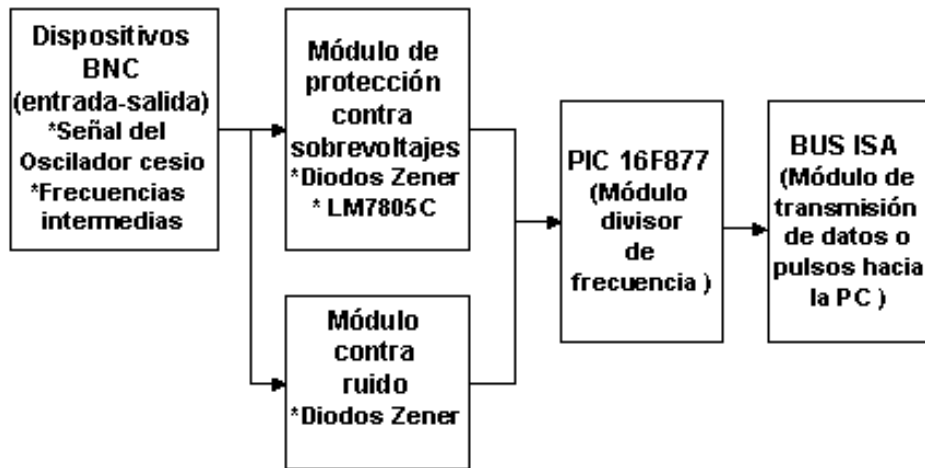 Dispositivos
BNC
(entrada-salida)
*Señal del
Oscilador cesio
*Frecuencias
intermedias
Módulo de
protección
contra
sobrevoltajes
*Diodos Zener
* LM7805C
Módulo
contra
ruido
*Diodos Zener
PIC 16F877
(Módulo
divisor
de
frecuencia )
BUS ISA
(Módulo de
transmisión
de datos o
pulsos hacia
la PC )